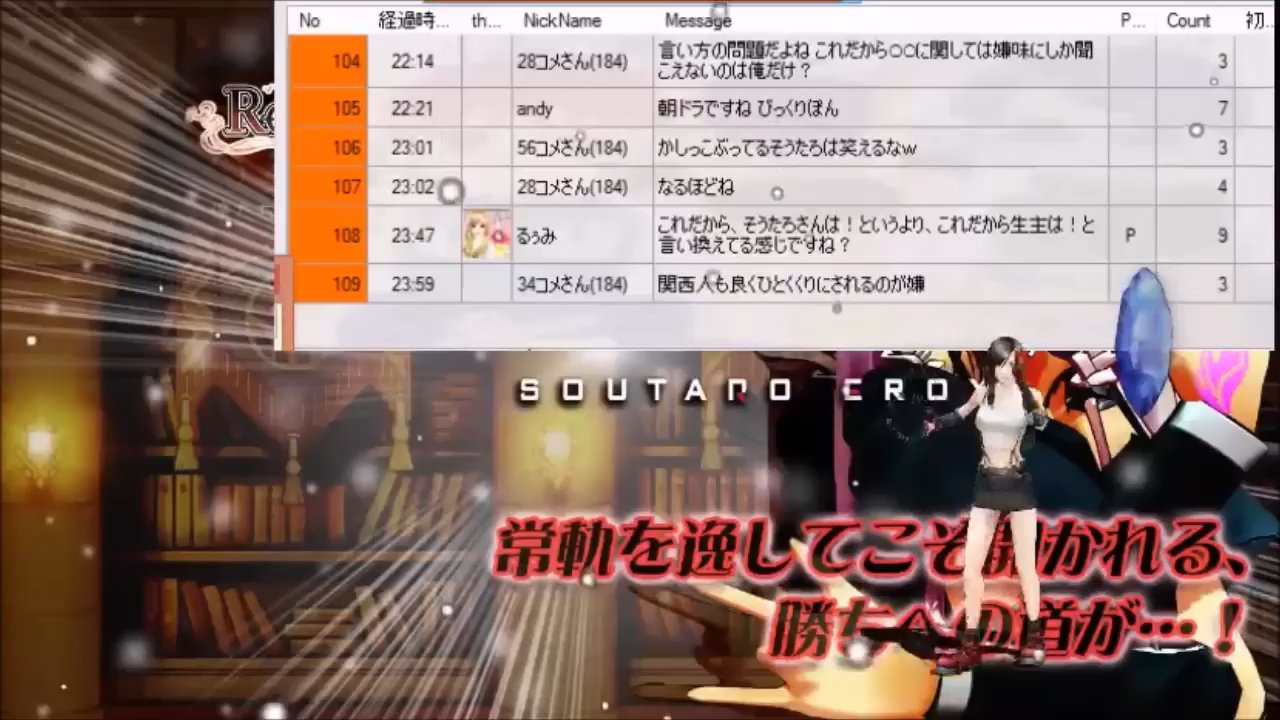 No 経過時... th... NickName Message P... Count 初
104 22:14 28コメさん(184) 言い方の問題だよね これだから○○に関しては嫌味にしか聞
こえないのは俺だけ? 3
105 22:21 andy 朝ドラですね びっくりぽん 7
106 23:01 56コメさん(184) かしっこぶってるそうたろは笑えるなw 3
107 23:02 28コメさん(184) なるほどね 4
108 23:47 るぅみ これだから、そうたろさんは!というより、これだから生主は!と
言い換えてる感じですね? P 9
109 23:59 34コメさん(184) 関西人も良くひとくくりにされるのが嫌 3
SOUTARO CRO
常軌を逸してこそ開かれる、
勝ちへの道が…!